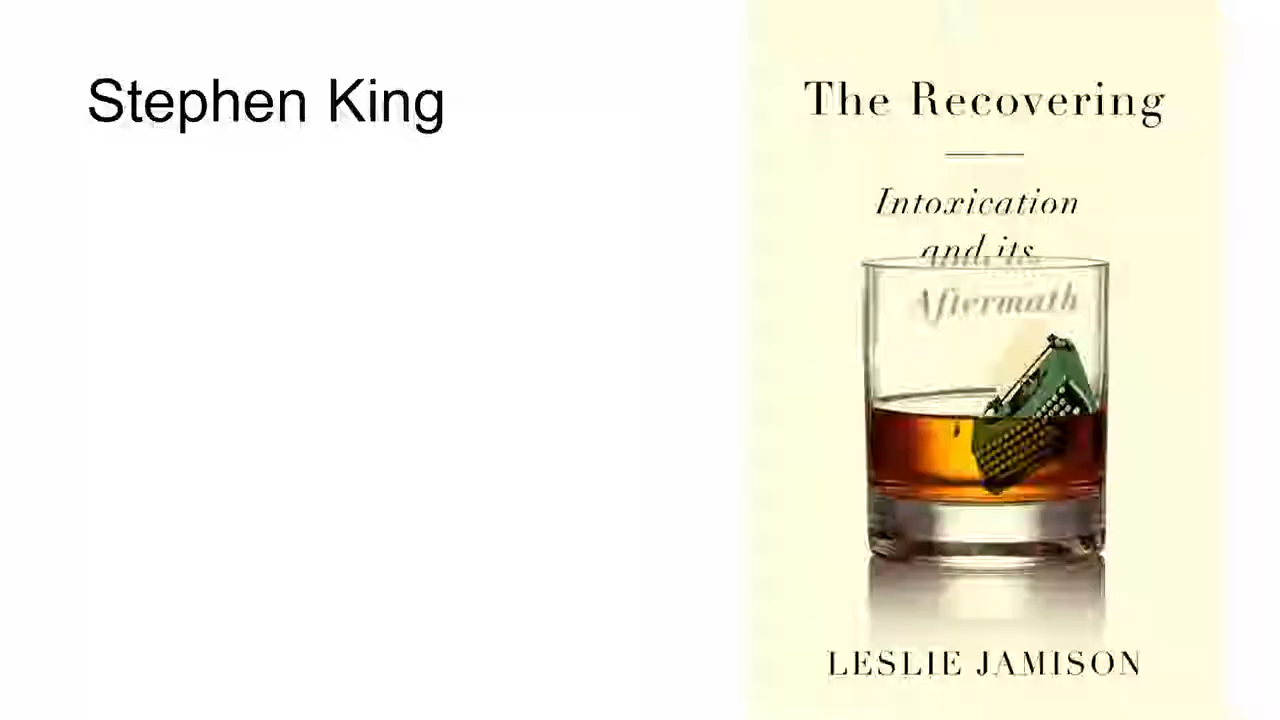 Stephen King
The Recovering
Intoxication
and its
Aftermath
LESLIE JAMISON